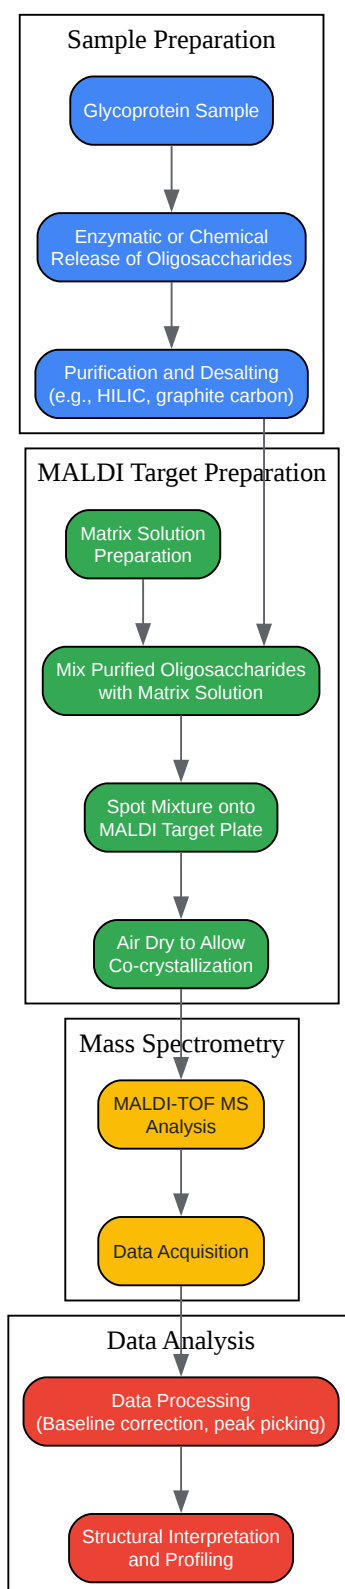 Sample Preparation
Glycoprotein Sample
Enzymatic or Chemical
Release of Oligosaccharides
Purification and Desalting
(e.g., HILIC, graphite carbon)
MALDI Target Preparation
Matrix Solution
Preparation
Mix Purified Oligosaccharides
with Matrix Solution
Spot Mixture onto
MALDI Target Plate
Air Dry to Allow
Co-crystallization
Mass Spectrometry
MALDI-TOF MS
Analysis
Data Acquisition
Data Analysis
Data Processing
(Baseline correction, peak picking)
Structural Interpretation
and Profiling